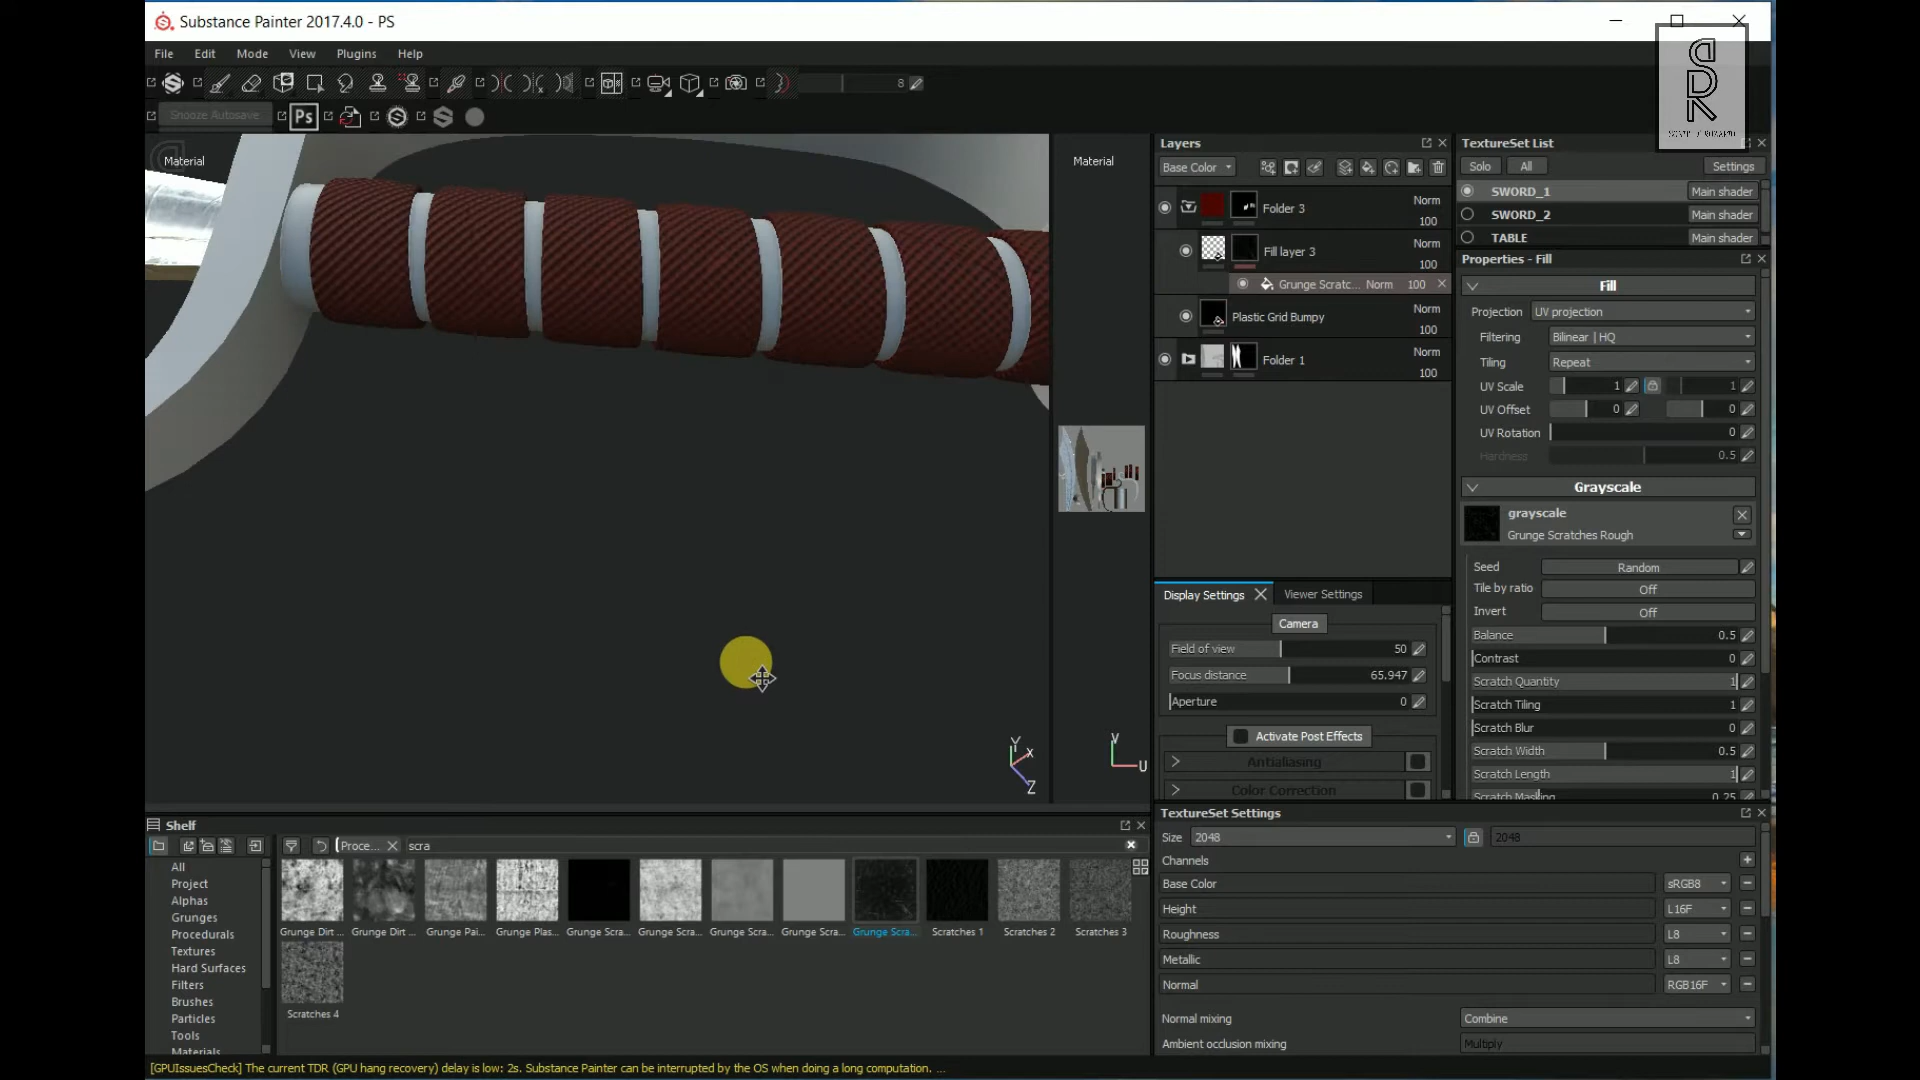 Substance Painter 2017.4.0 - PS
File Edit Mode View Plugins Help
8
Snooze Autosave Ps
Material
Material
Layers
Base Color
Folder 3 Norm 100
Fill layer 3 Norm 100
Grunge Scratc... Norm 100
Plastic Grid Bumpy Norm 100
Folder 1 Norm 100
TextureSet List
Solo All Settings
SWORD_1 Main shader
SWORD_2 Main shader
TABLE Main shader
Properties - Fill
Fill
Projection UV projection
Filtering Bilinear | HQ
Tiling Repeat
UV Scale 1 1
UV Offset 0 0
UV Rotation 0
Hardness 0.5
Grayscale
grayscale
Grunge Scratches Rough
Seed Random
Tile by ratio Off
Invert Off
Balance 0.5
Contrast 0
Scratch Quantity 1
Scratch Tiling 1
Scratch Blur 0
Scratch Width 0.5
Scratch Length 1
Scratch Masking 0.25
Display Settings Viewer Settings
Camera
Field of view 50
Focus distance 65.947
Aperture 0
Activate Post Effects
Antialiasing
Color Correction
Y X Z
V U
Shelf
Proce... scra
All
Project
Alphas
Grunges
Procedurals
Textures
Hard Surfaces
Filters
Brushes
Particles
Tools
Materials
Grunge Dirt ... Grunge Dirt ... Grunge Pai... Grunge Plas... Grunge Scra... Grunge Scra... Grunge Scra... Grunge Scra... Grunge Scra... Scratches 1 Scratches 2 Scratches 3
Scratches 4
TextureSet Settings
Size 2048 2048
Channels
Base Color sRGB8
Height L16F
Roughness L8
Metallic L8
Normal RGB16F
Normal mixing Combine
Ambient occlusion mixing Multiply
[GPUIssuesCheck] The current TDR (GPU hang recovery) delay is low: 2s. Substance Painter can be interrupted by the OS when doing a long computation. ...